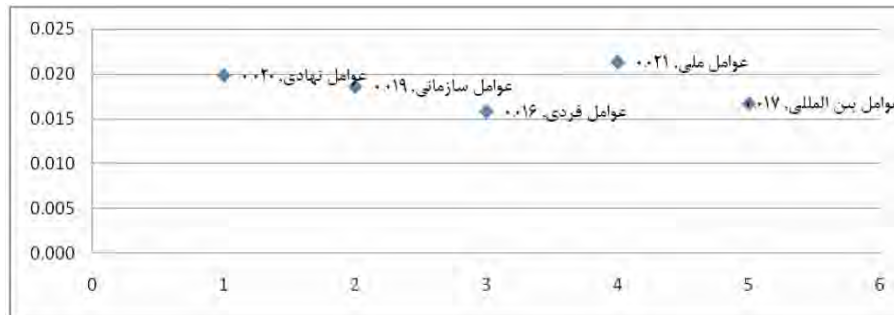 0.025
0.020
0.015
0.010
0.005
0.000
عوامل نهادی, ۰.۰۲۰
عوامل سازمانی, ۰.۰۱۹
عوامل فردی, ۰.۰۱۶
عوامل ملی, ۰.۰۲۱
عوامل بین المللی, ۰.۰۱۷
0 1 2 3 4 5 6